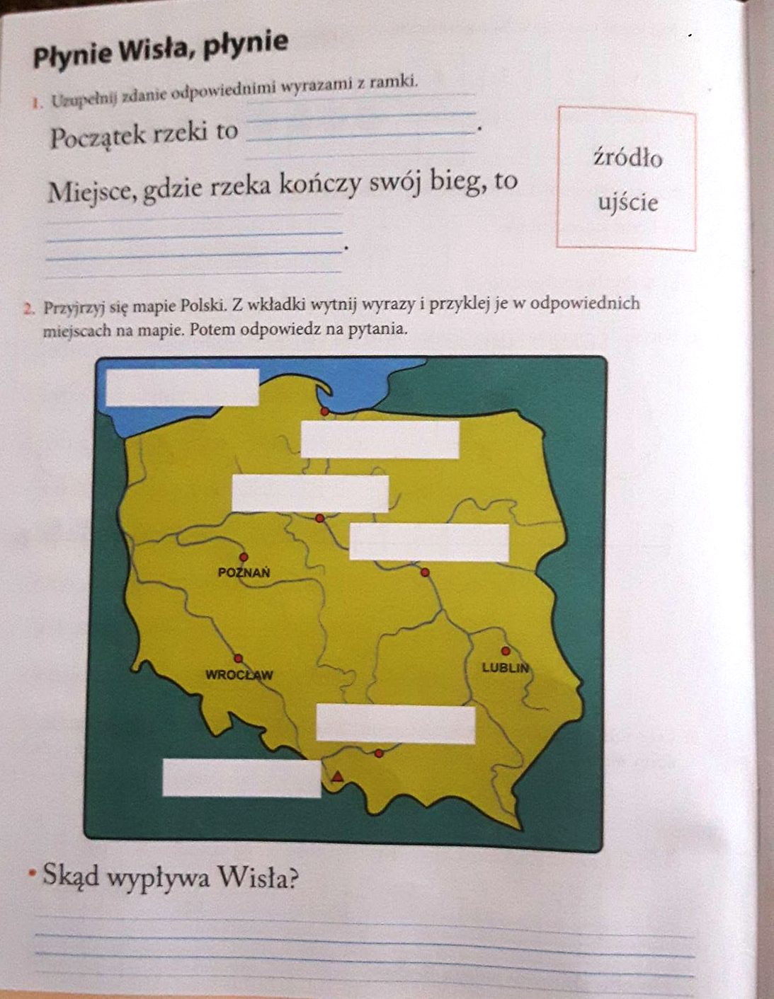 Płynie Wisła, płynie
1. Uzupełnij zdanie odpowiednimi wyrazami z ramki.
Początek rzeki to .
źródło
Miejsce, gdzie rzeka kończy swój bieg, to
ujście
.
2. Przyjrzyj się mapie Polski. Z wkładki wytnij wyrazy i przyklej je w odpowiednich
miejscach na mapie. Potem odpowiedz na pytania.
POZNAŃ
WROCŁAW
LUBLIN
• Skąd wypływa Wisła?